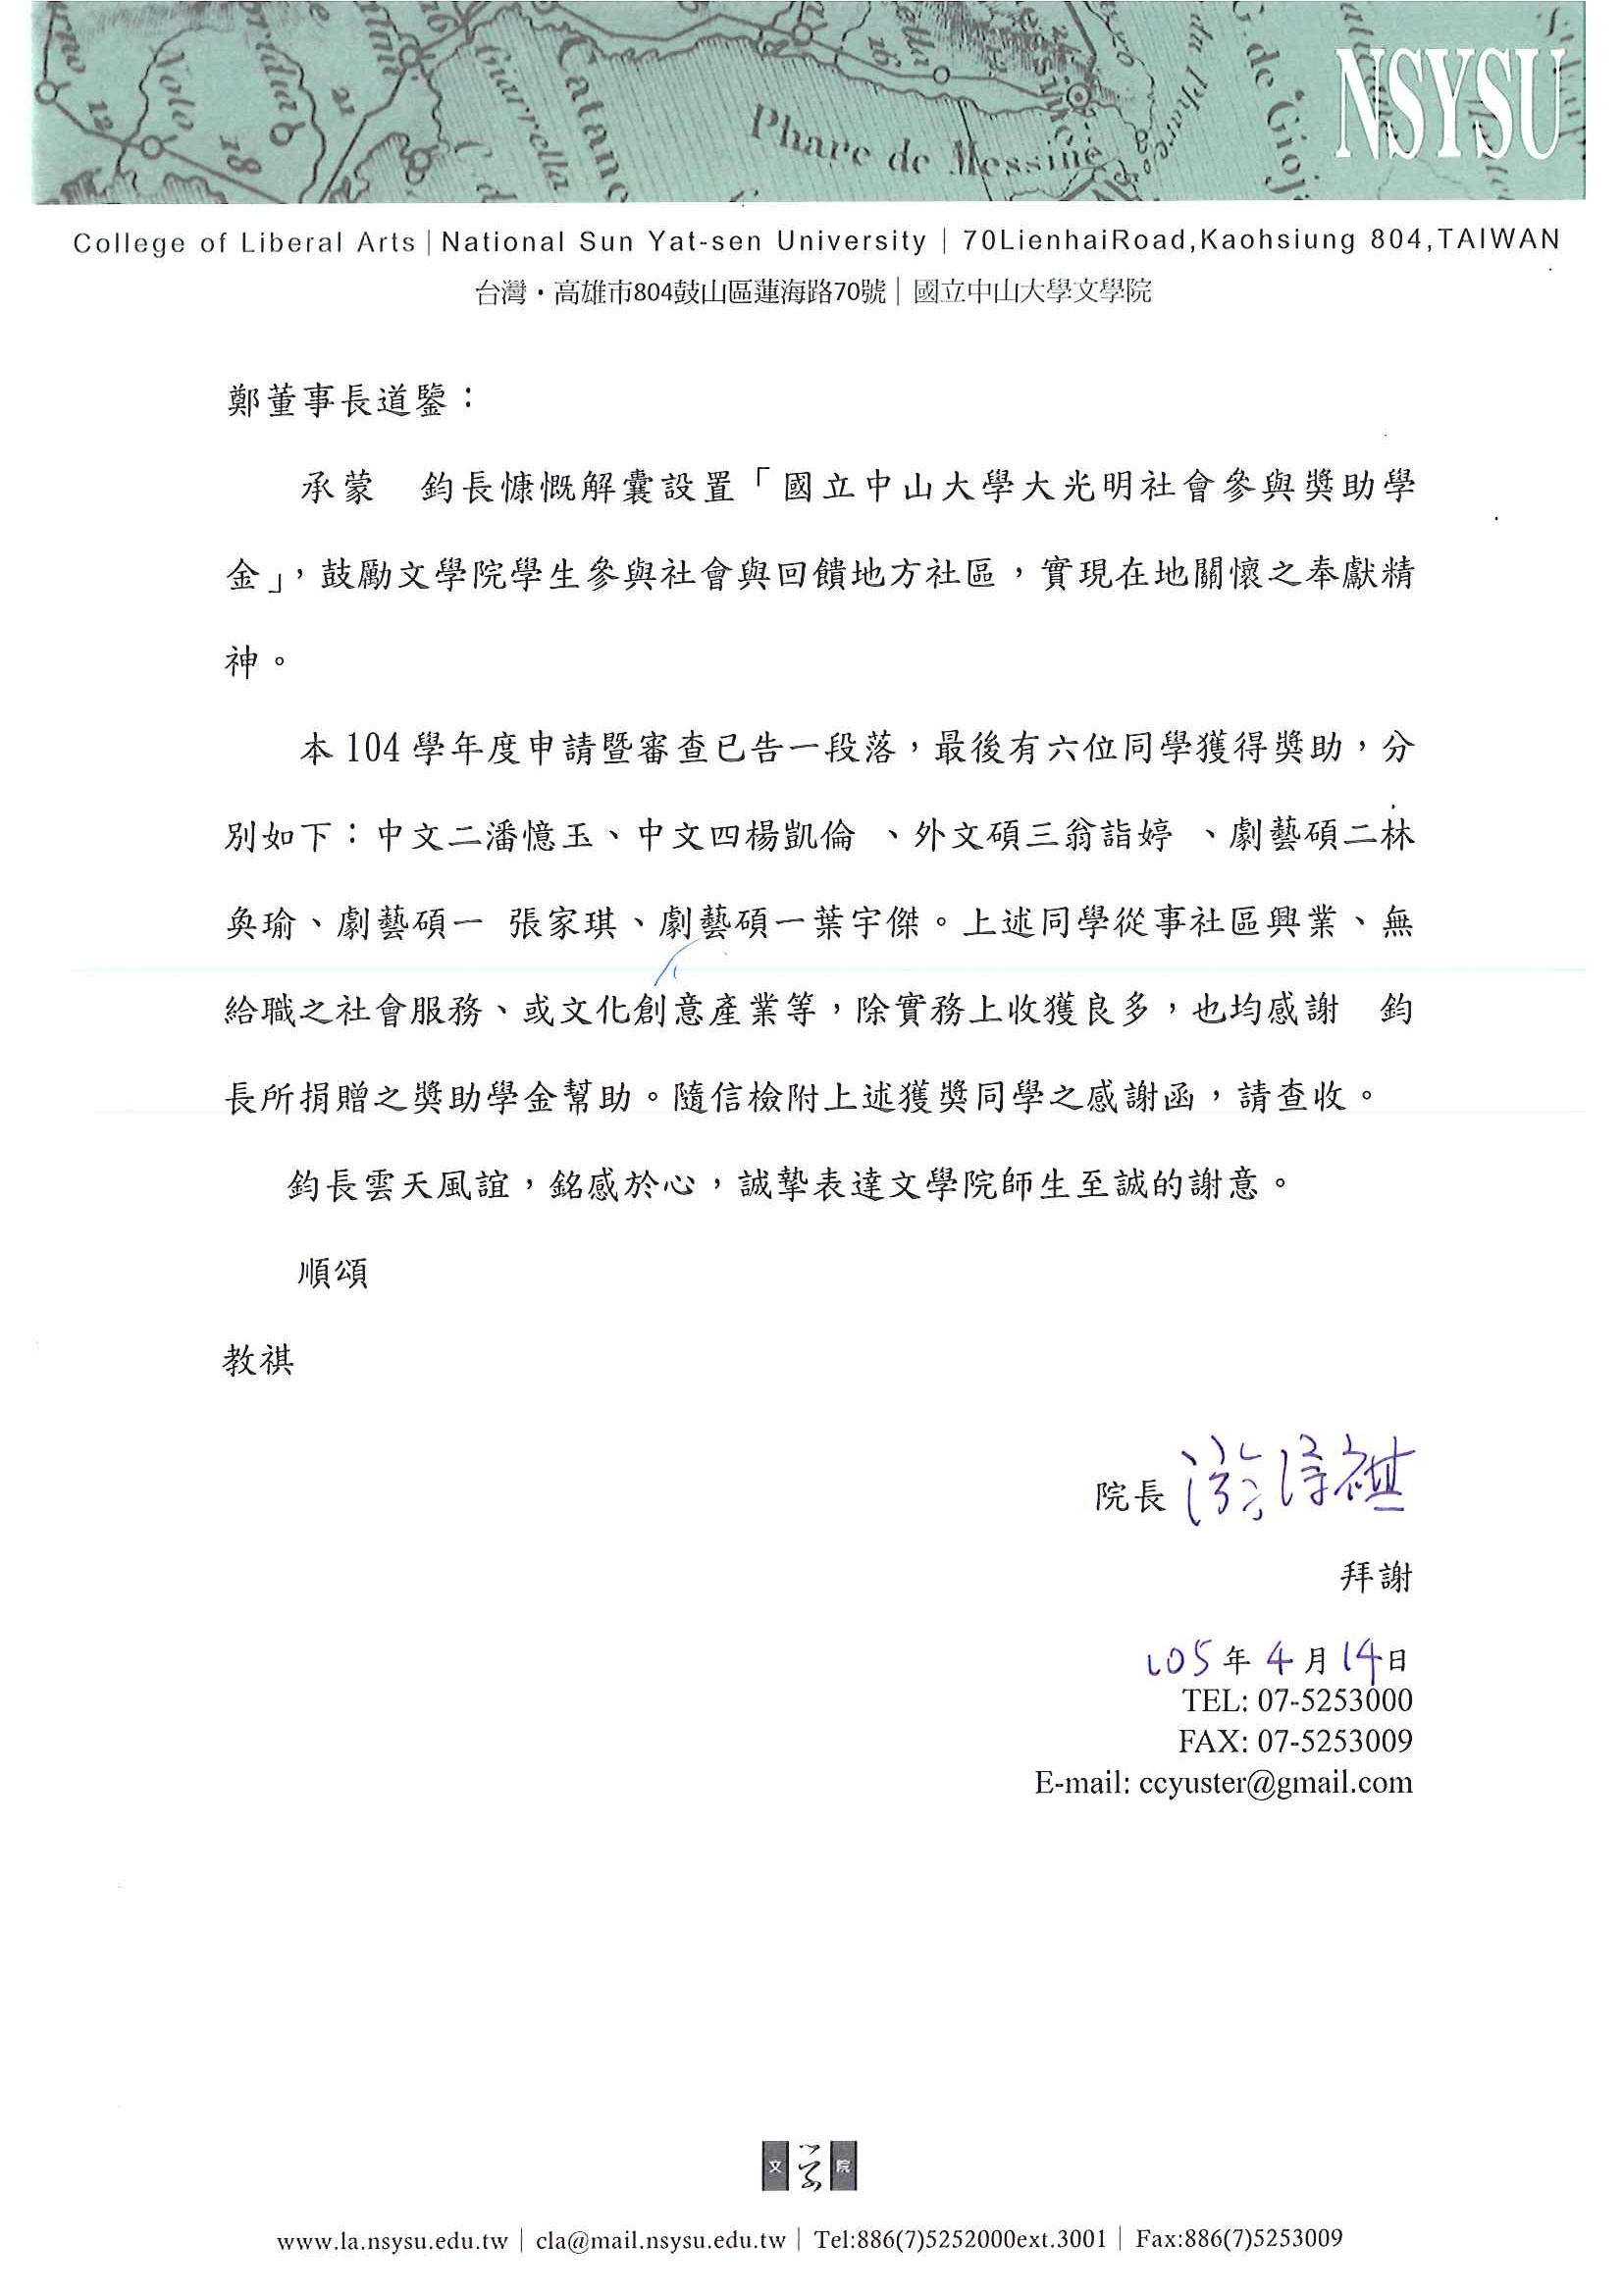 NSYSU
Phare de Messine
Catane
Giarrella
Nolo
12
18
21
16
16
College of Liberal Arts | National Sun Yat-sen University | 70LienhaiRoad,Kaohsiung 804,TAIWAN
台灣・高雄市804鼓山區蓮海路70號 | 國立中山大學文學院
鄭董事長道鑒：
承蒙　鈞長慷慨解囊設置「國立中山大學大光明社會參與獎助學
金」，鼓勵文學院學生參與社會與回饋地方社區，實現在地關懷之奉獻精
神。
本 104 學年度申請暨審查已告一段落，最後有六位同學獲得獎助，分
別如下：中文二潘憶玉、中文四楊凱倫 、外文碩三翁詣婷 、劇藝碩二林
奐瑜、劇藝碩一 張家琪、劇藝碩一葉宇傑。上述同學從事社區興業、無
給職之社會服務、或文化創意產業等，除實務上收獲良多，也均感謝　鈞
長所捐贈之獎助學金幫助。隨信檢附上述獲獎同學之感謝函，請查收。
鈞長雲天風誼，銘感於心，誠摯表達文學院師生至誠的謝意。
順頌
教祺
院長
拜謝
105年4月14日
TEL: 07-5253000
FAX: 07-5253009
E-mail: ccyuster@gmail.com
文學院
www.la.nsysu.edu.tw | cla@mail.nsysu.edu.tw | Tel:886(7)5252000ext.3001 | Fax:886(7)5253009